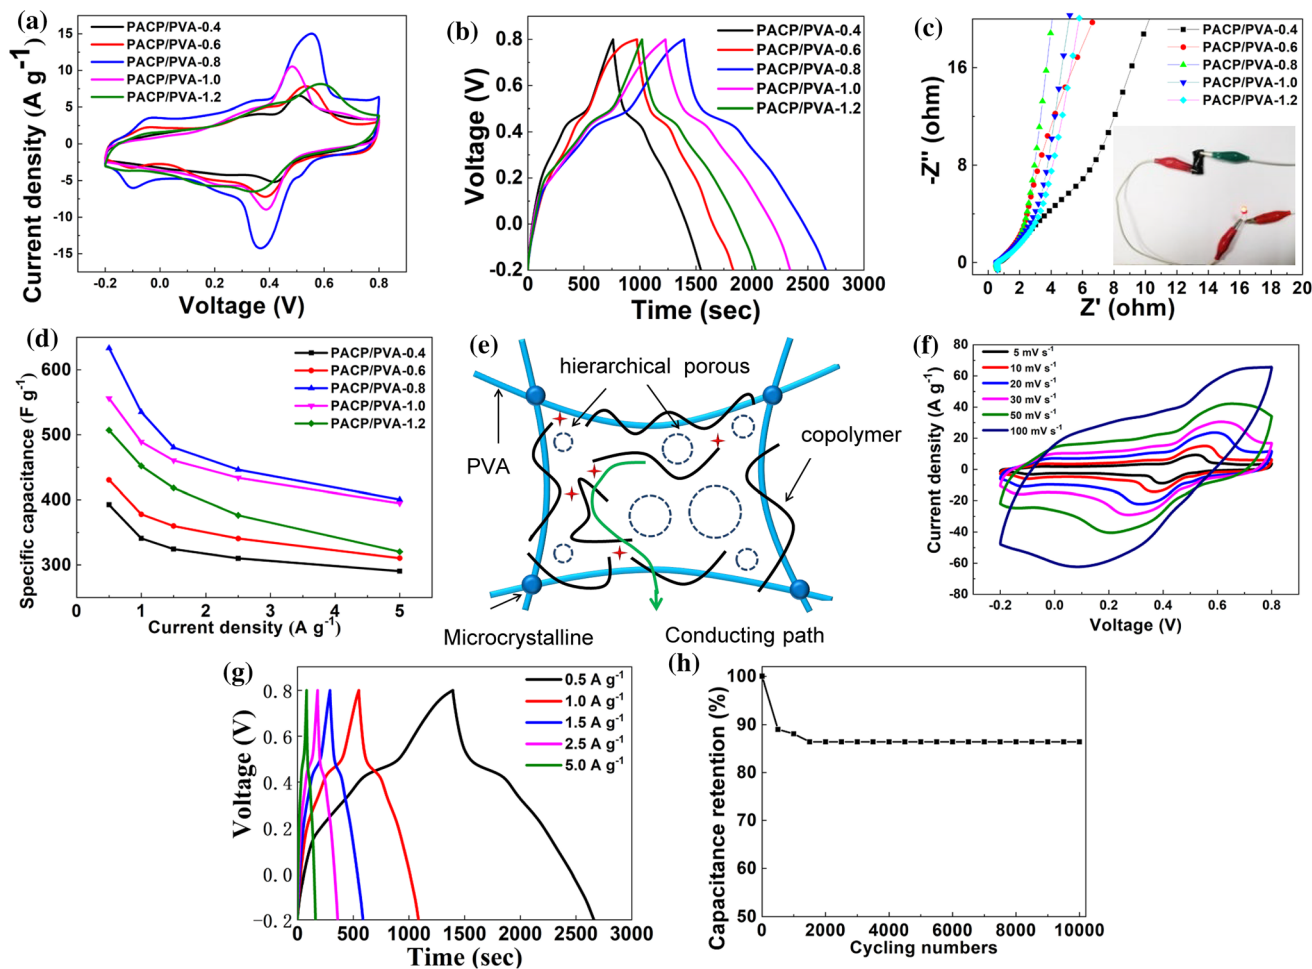 (a)
PACP/PVA-0.4
PACP/PVA-0.6
PACP/PVA-0.8
PACP/PVA-1.0
PACP/PVA-1.2
Current density (A g-1)
15
10
5
0
-5
-10
-15
-0.2 0.0 0.2 0.4 0.6 0.8
Voltage (V)
(b)
PACP/PVA-0.4
PACP/PVA-0.6
PACP/PVA-0.8
PACP/PVA-1.0
PACP/PVA-1.2
Voltage (V)
0.8
0.6
0.4
0.2
0.0
-0.2
0 500 1000 1500 2000 2500 3000
Time (sec)
(c)
PACP/PVA-0.4
PACP/PVA-0.6
PACP/PVA-0.8
PACP/PVA-1.0
PACP/PVA-1.2
-Z'' (ohm)
16
8
0
0 2 4 6 8 10 12 14 16 18 20
Z' (ohm)
(d)
PACP/PVA-0.4
PACP/PVA-0.6
PACP/PVA-0.8
PACP/PVA-1.0
PACP/PVA-1.2
Specific capacitance (F g-1)
600
500
400
300
0 1 2 3 4 5
Current density (A g-1)
(e)
hierarchical porous
PVA
copolymer
Microcrystalline
Conducting path
(f)
5 mV s-1
10 mV s-1
20 mV s-1
30 mV s-1
50 mV s-1
100 mV s-1
Current density (A g-1)
80
60
40
20
0
-20
-40
-60
-80
-0.2 0.0 0.2 0.4 0.6 0.8
Voltage (V)
(g)
0.5 A g-1
1.0 A g-1
1.5 A g-1
2.5 A g-1
5.0 A g-1
Voltage (V)
0.8
0.6
0.4
0.2
0.0
-0.2
0 500 1000 1500 2000 2500 3000
Time (sec)
(h)
Capacitance retention (%)
100
90
80
70
60
50
0 2000 4000 6000 8000 10000
Cycling numbers